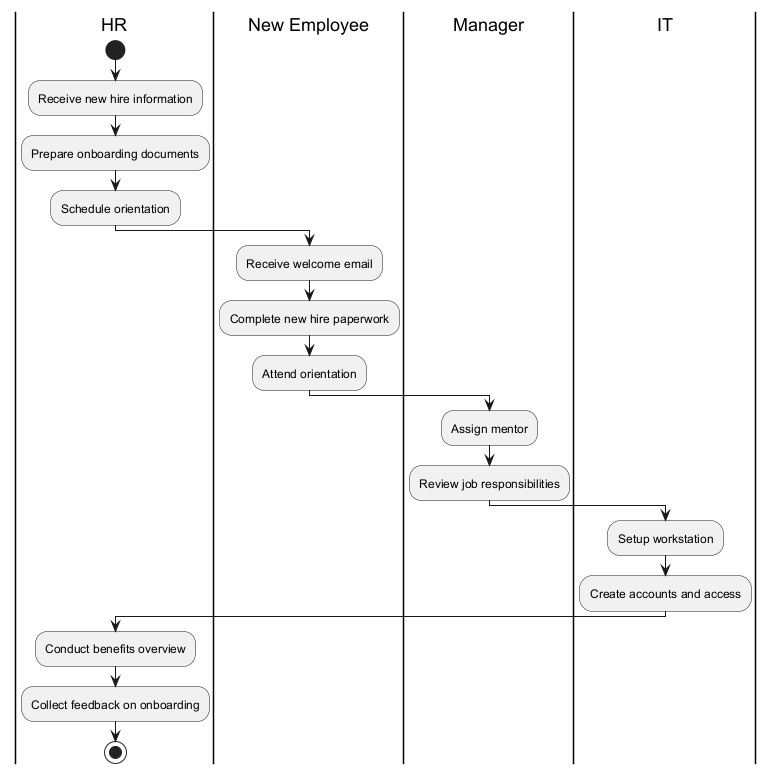 HR
New Employee
Manager
IT
Receive new hire information
Prepare onboarding documents
Schedule orientation
Receive welcome email
Complete new hire paperwork
Attend orientation
Assign mentor
Review job responsibilities
Setup workstation
Create accounts and access
Conduct benefits overview
Collect feedback on onboarding